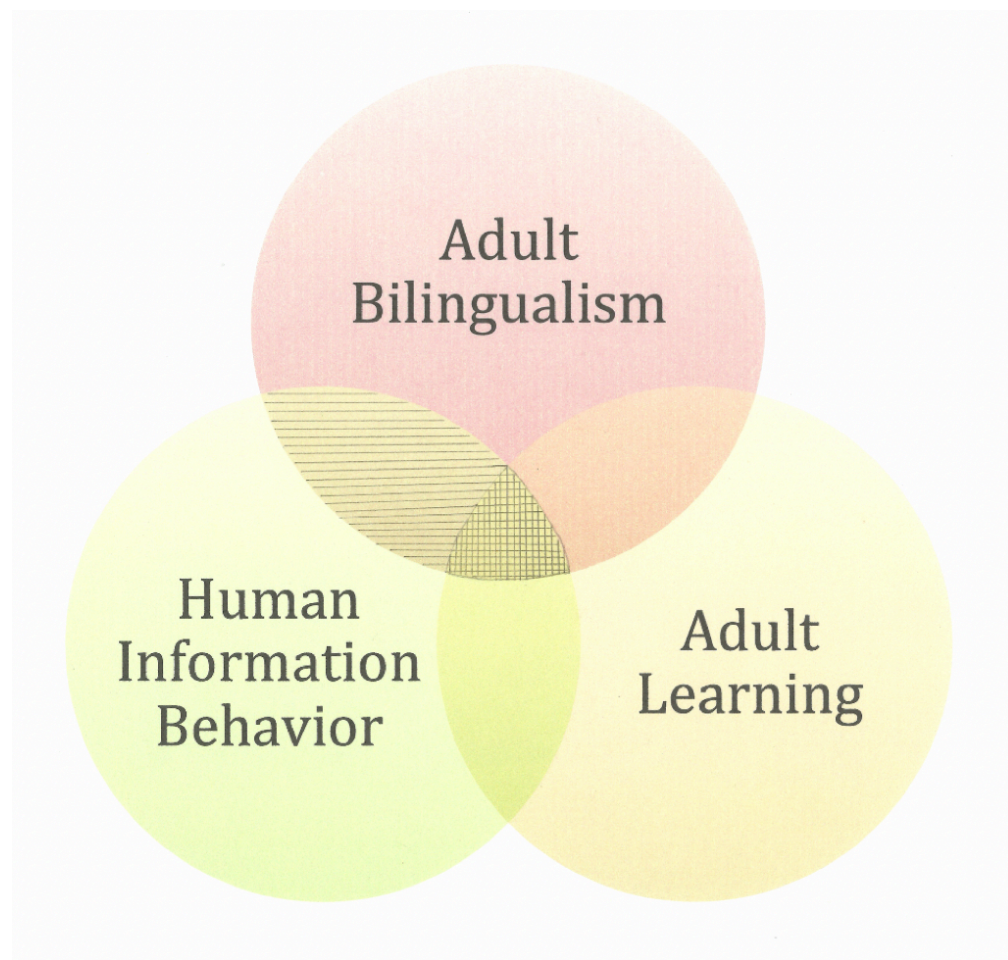 Adult
Bilingualism
Human
Information
Behavior
Adult
Learning